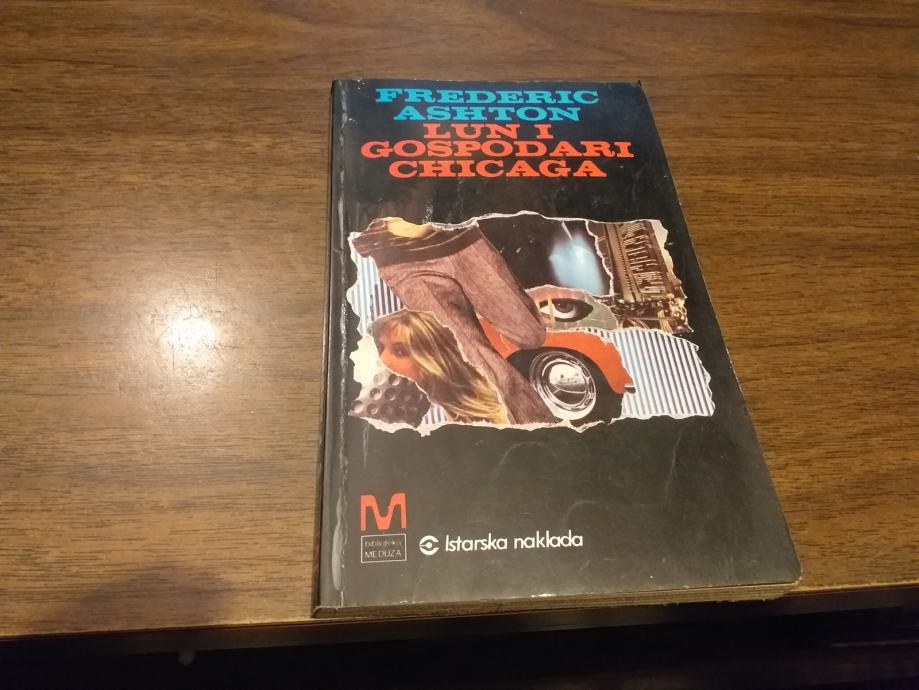 FREDERIC
ASHTON
LUN I
GOSPODARI
CHICAGA
M
biblioteka
MEDUZA
Istarska naklada